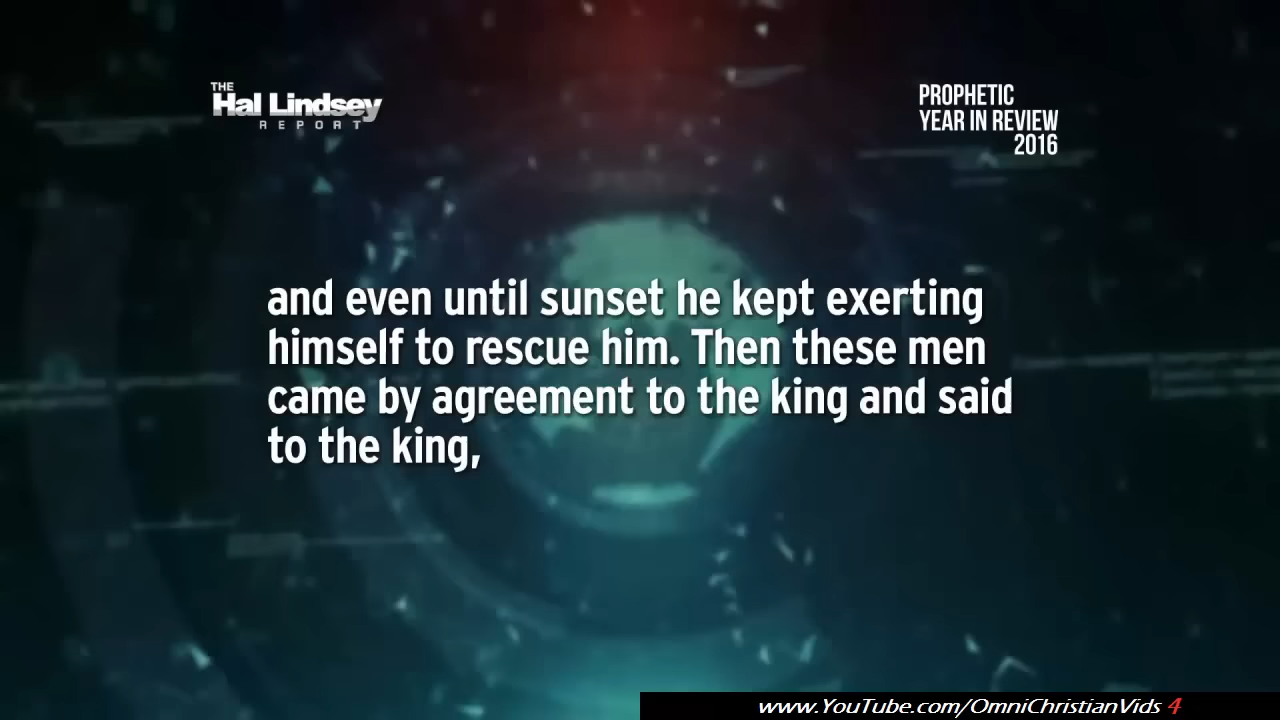 THE
Hal Lindsey
REPORT
PROPHETIC
YEAR IN REVIEW
2016
and even until sunset he kept exerting
himself to rescue him. Then these men
came by agreement to the king and said
to the king,
www.YouTube.com/OmniChristianVids 4